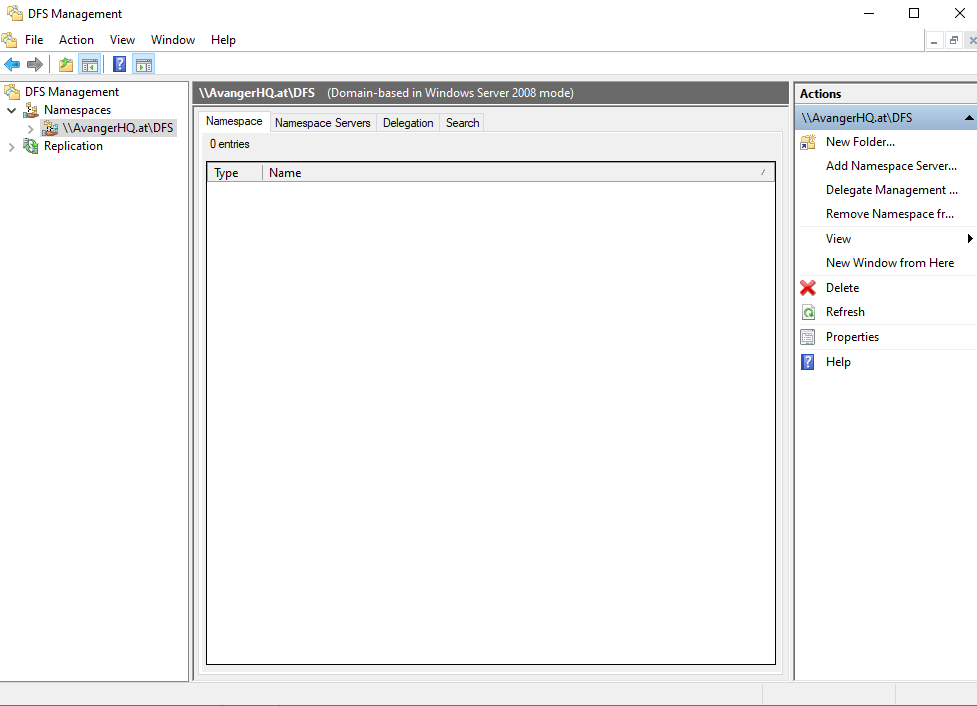 DFS Management
File Action View Window Help
DFS Management
Namespaces
\\AvangerHQ.at\DFS
Replication
\\AvangerHQ.at\DFS (Domain-based in Windows Server 2008 mode)
Namespace Namespace Servers Delegation Search
0 entries
Type Name
Actions
\\AvangerHQ.at\DFS
New Folder...
Add Namespace Server...
Delegate Management ...
Remove Namespace fr...
View
New Window from Here
Delete
Refresh
Properties
Help